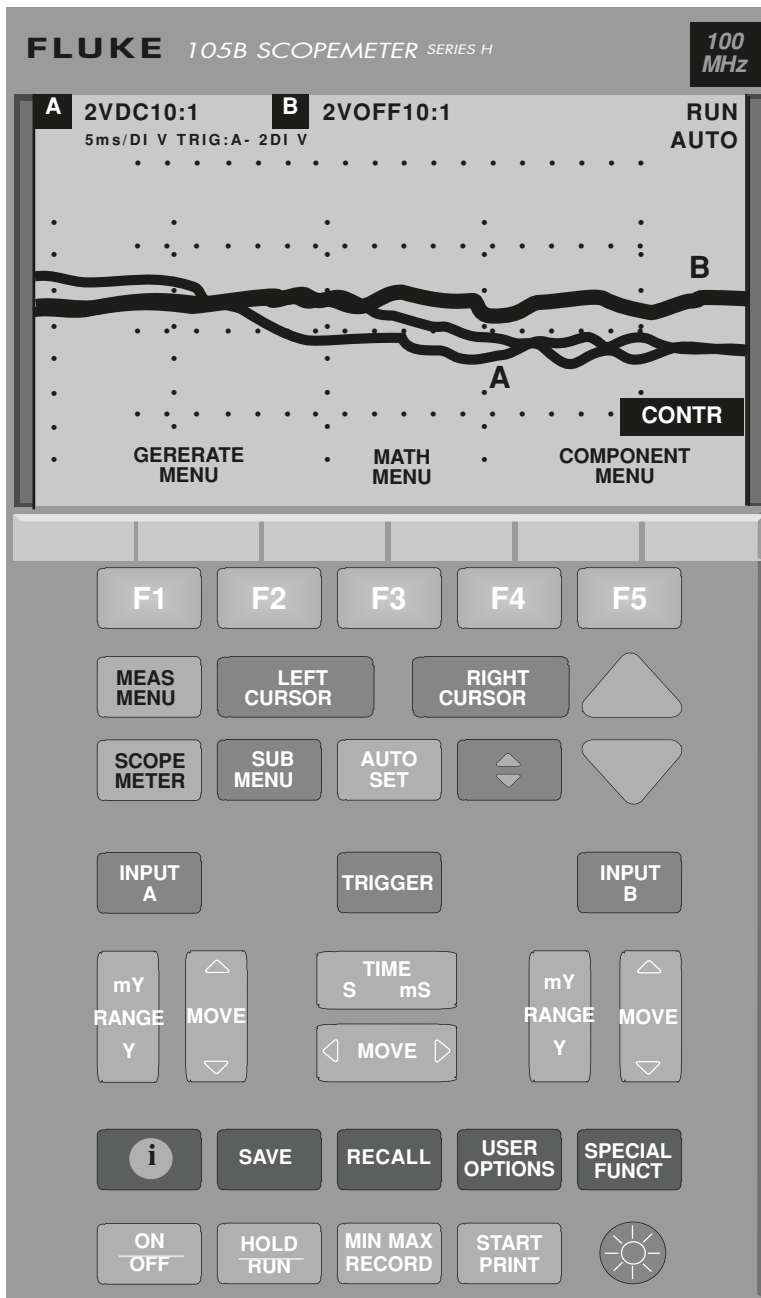 FLUKE 105B SCOPEMETER SERIES H
100
MHz
A 2VDC10:1 B 2VOFF10:1 RUN
5ms/DI V TRIG:A- 2DI V AUTO
B
A
CONTR
GERERATE
MENU
MATH
MENU
COMPONENT
MENU
F1 F2 F3 F4 F5
MEAS
MENU
LEFT
CURSOR
RIGHT
CURSOR
SCOPE
METER
SUB
MENU
AUTO
SET
INPUT
A
TRIGGER
INPUT
B
mY
RANGE
Y
MOVE
TIME
S mS
MOVE
mY
RANGE
Y
MOVE
i
SAVE
RECALL
USER
OPTIONS
SPECIAL
FUNCT
ON
OFF
HOLD
RUN
MIN MAX
RECORD
START
PRINT